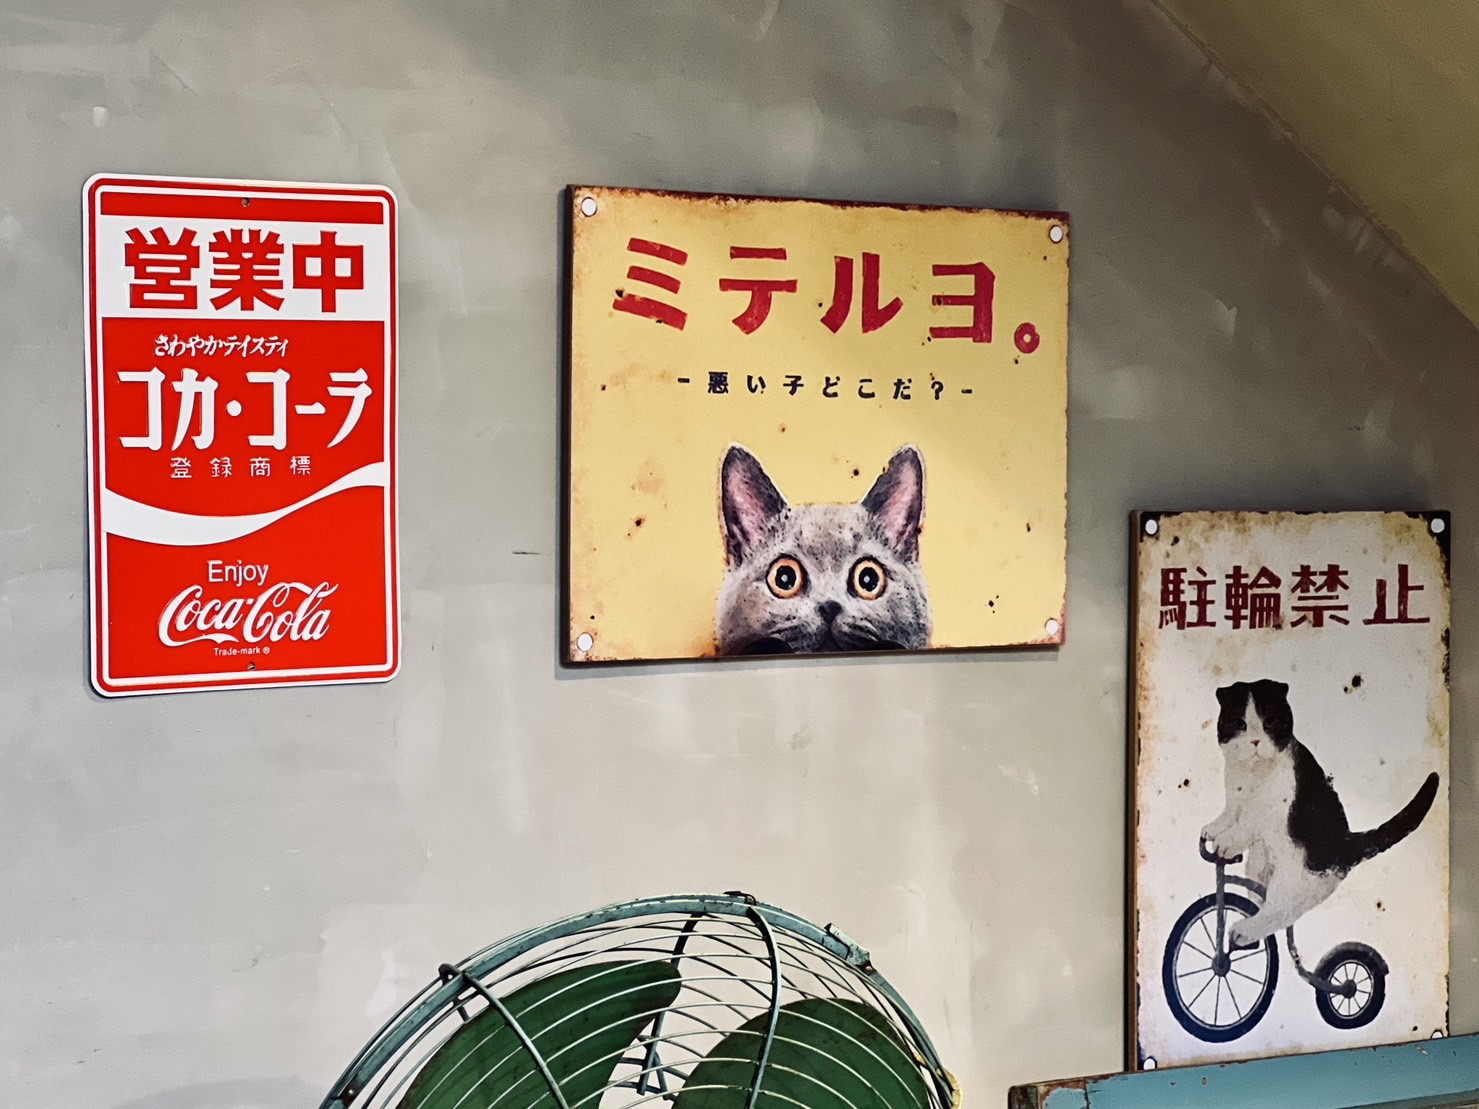 営業中
さわやかテイスティ
コカ・コーラ
登録商標
Enjoy
Coca-Cola
Trade-mark ®
ミテルヨ。
-悪い子どこだ?-
駐輪禁止